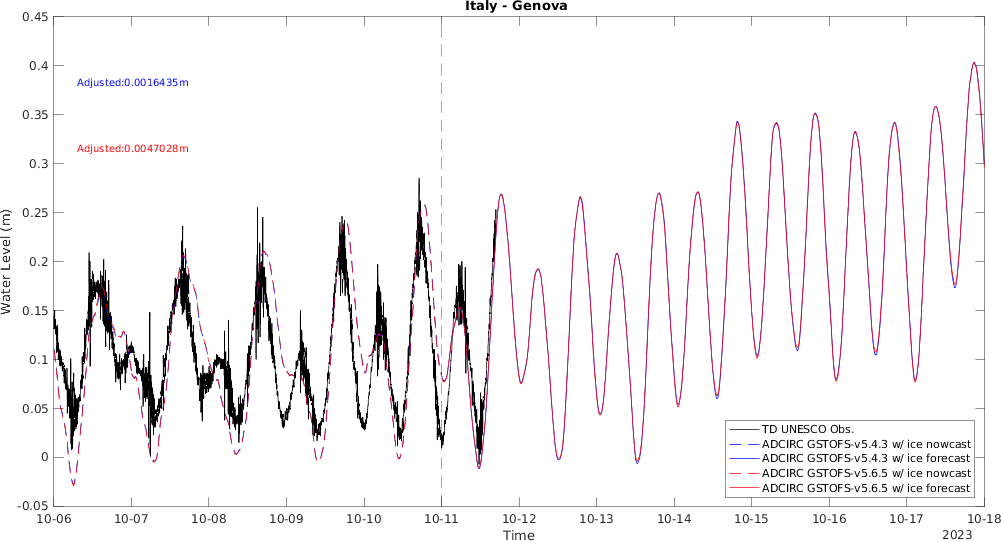 Italy - Genova
0.45
0.4
0.35
0.3
0.25
0.2
0.15
0.1
0.05
0
-0.05
Water Level (m)
Adjusted:0.0016435m
Adjusted:0.0047028m
TD UNESCO Obs.
ADCIRC GSTOFS-v5.4.3 w/ ice nowcast
ADCIRC GSTOFS-v5.4.3 w/ ice forecast
ADCIRC GSTOFS-v5.6.5 w/ ice nowcast
ADCIRC GSTOFS-v5.6.5 w/ ice forecast
10-06 10-07 10-08 10-09 10-10 10-11 10-12 10-13 10-14 10-15 10-16 10-17 10-18
Time
2023